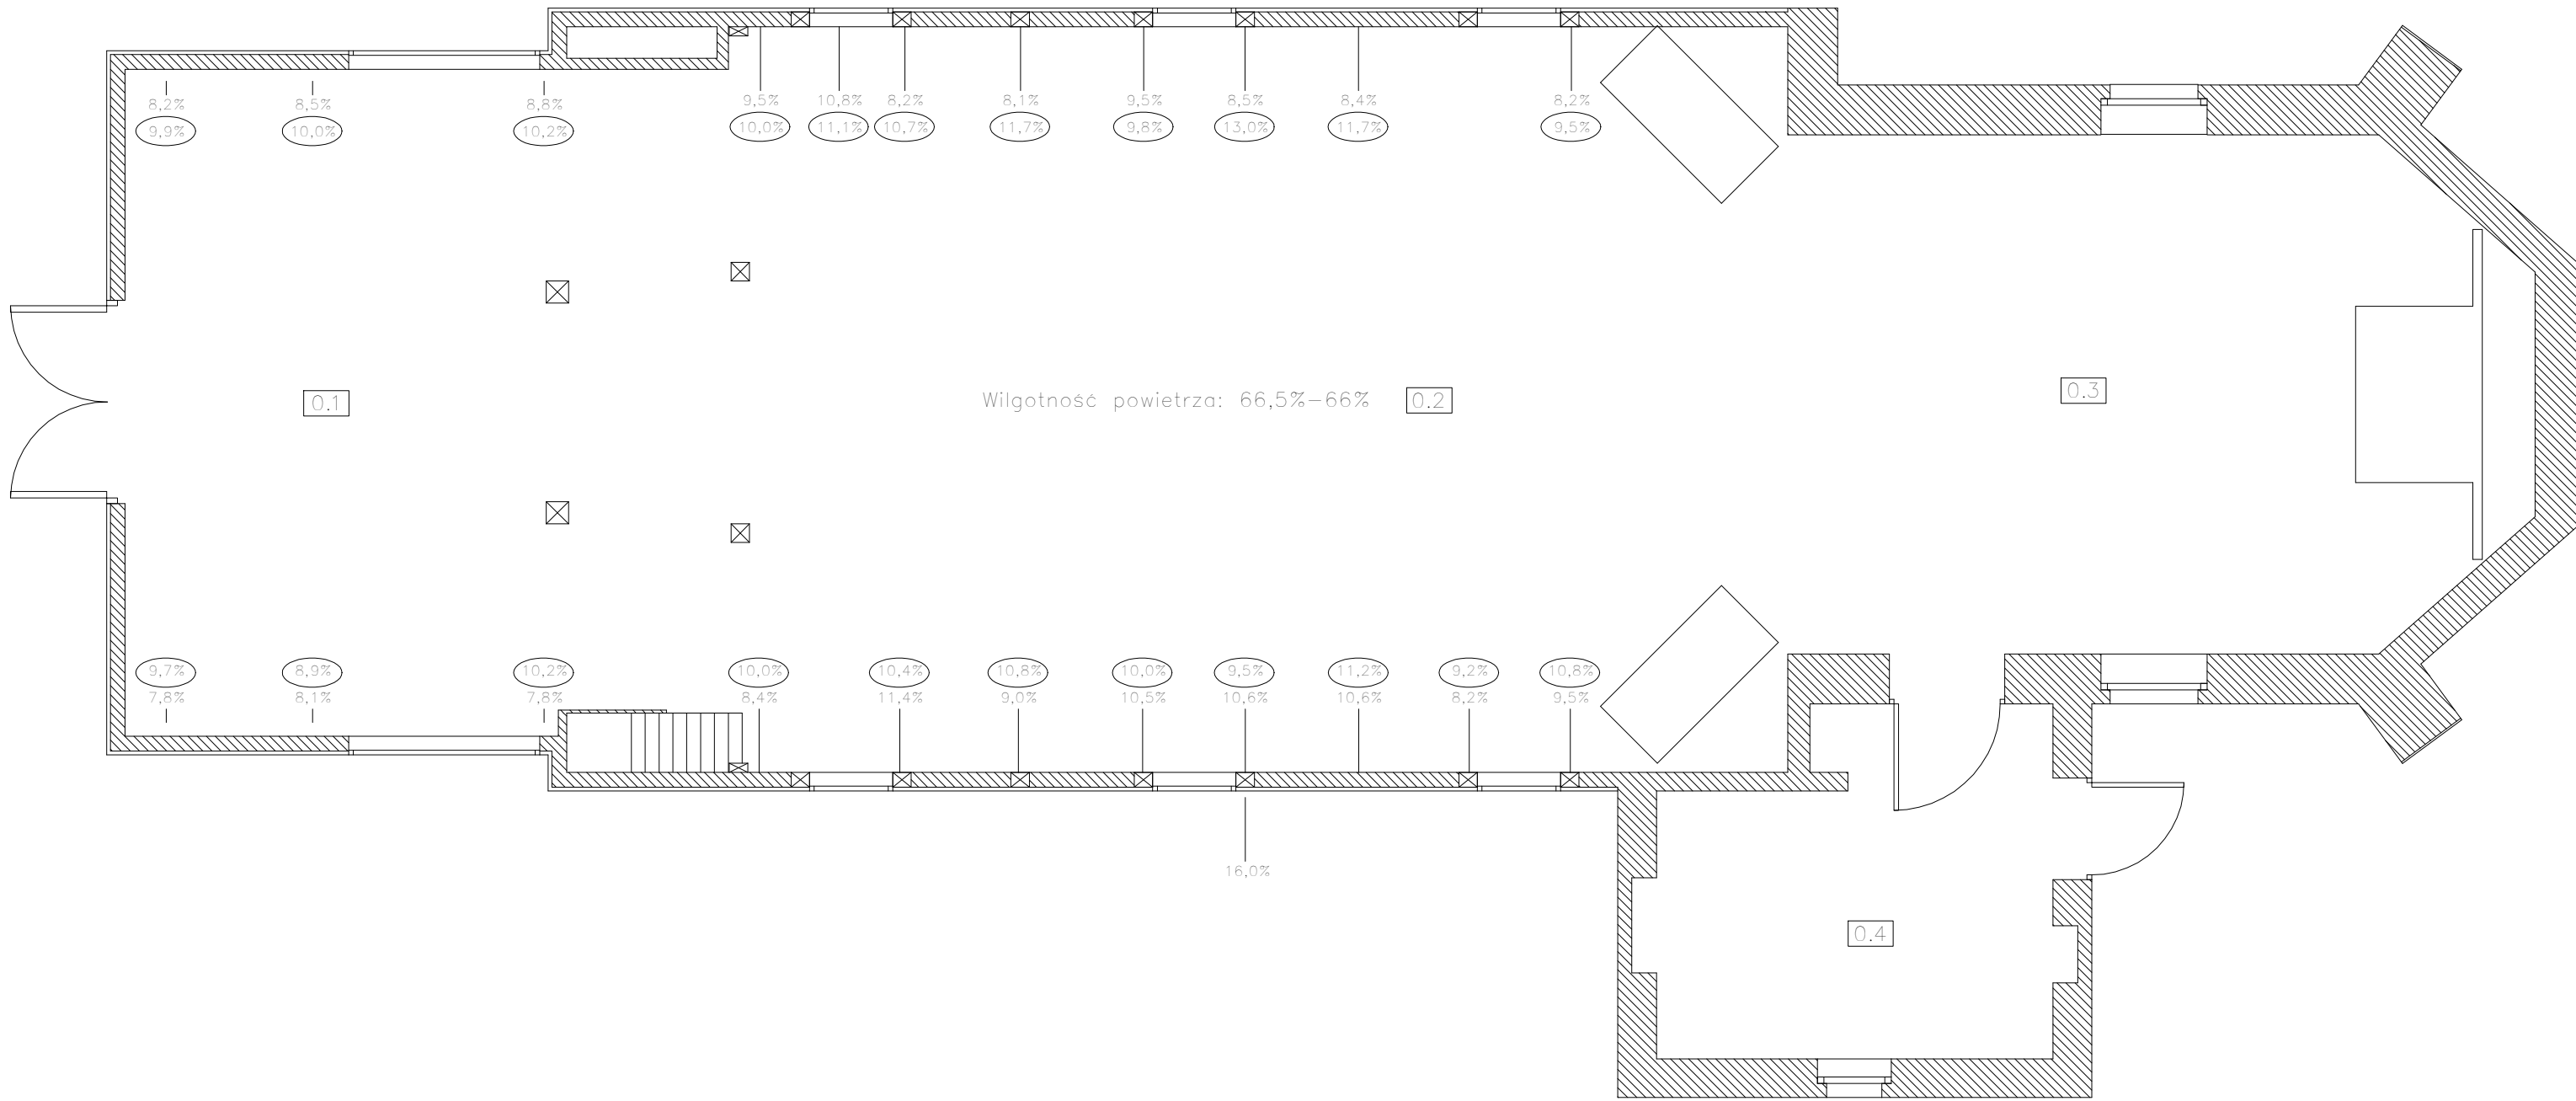 8,2% 8,5% 8,8% 9,5% 10,8% 8,2% 8,1% 9,5% 8,5% 8,4% 8,2%
9,9% 10,0% 10,2% 10,0% 11,1% 10,7% 11,7% 9,8% 13,0% 11,7% 9,5%
0.1 Wilgotność powietrza: 66,5%-66% 0.2 0.3
9,7% 8,9% 10,2% 10,0% 10,4% 10,8% 10,0% 9,5% 11,2% 9,2% 10,8%
7,8% 8,1% 7,8% 8,4% 11,4% 9,0% 10,5% 10,6% 10,6% 8,2% 9,5%
16,0%
0.4